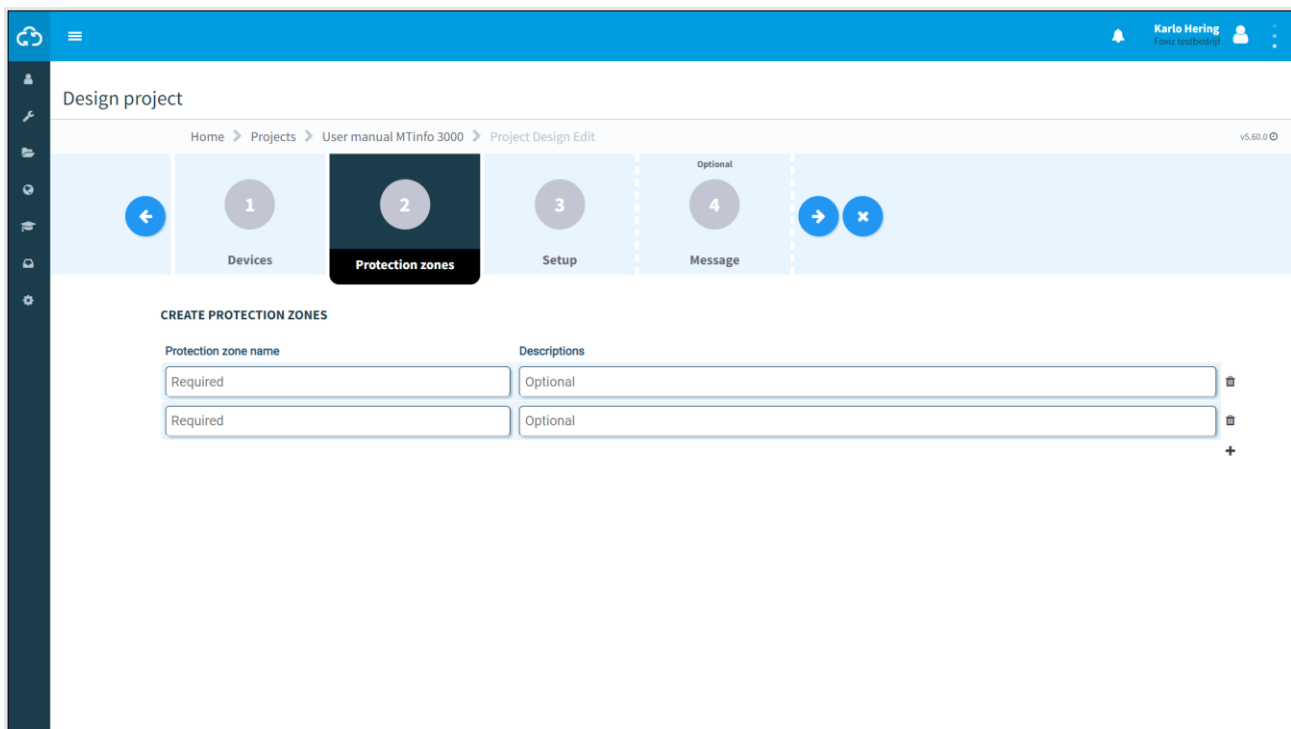 Karlo Hering
Foxiz testbedrijf
Design project
Home Projects User manual MTinfo 3000 Project Design Edit
v5.60.0
Optional
1 2 3 4
Devices Protection zones Setup Message
CREATE PROTECTION ZONES
Protection zone name Descriptions
Required Optional
Required Optional